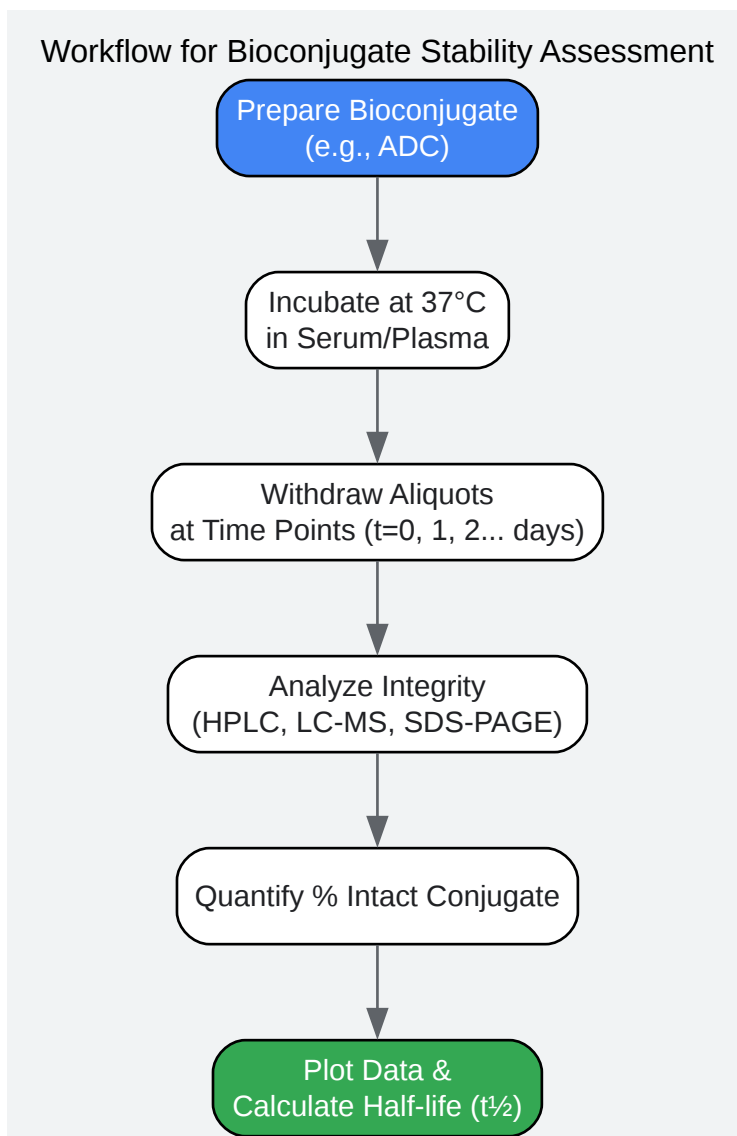 Workflow for Bioconjugate Stability Assessment
Prepare Bioconjugate
(e.g., ADC)
Incubate at 37°C
in Serum/Plasma
Withdraw Aliquots
at Time Points (t=0, 1, 2... days)
Analyze Integrity
(HPLC, LC-MS, SDS-PAGE)
Quantify % Intact Conjugate
Plot Data &
Calculate Half-life (t½)